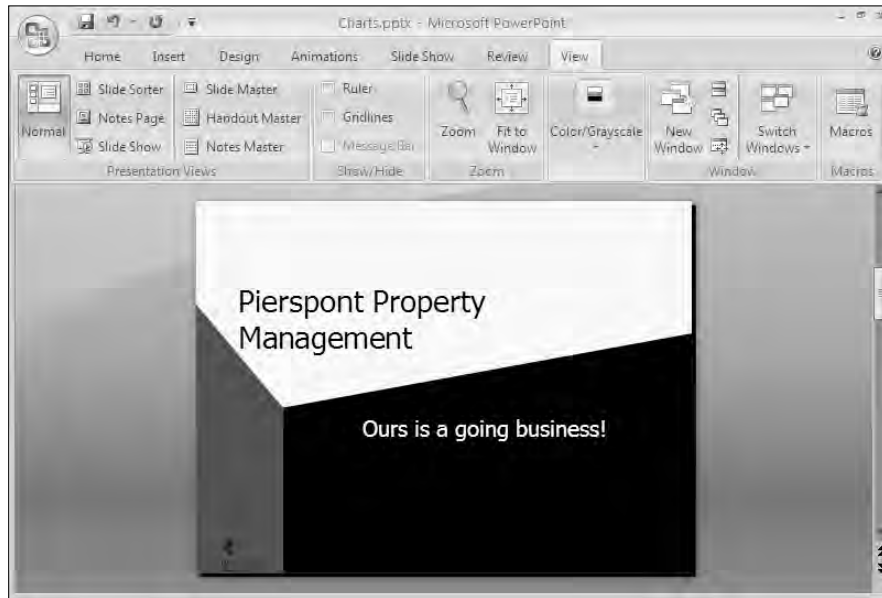 Charts.pptx - Microsoft PowerPoint
Home Insert Design Animations Slide Show Review View
Normal
Slide Sorter
Notes Page
Slide Show
Presentation Views
Slide Master
Handout Master
Notes Master
Ruler
Gridlines
Message Bar
Show/Hide
Zoom
Fit to
Window
Zoom
Color/Grayscale
New
Window
Switch
Windows
Window
Macros
Macros
Pierspont Property
Management
Ours is a going business!